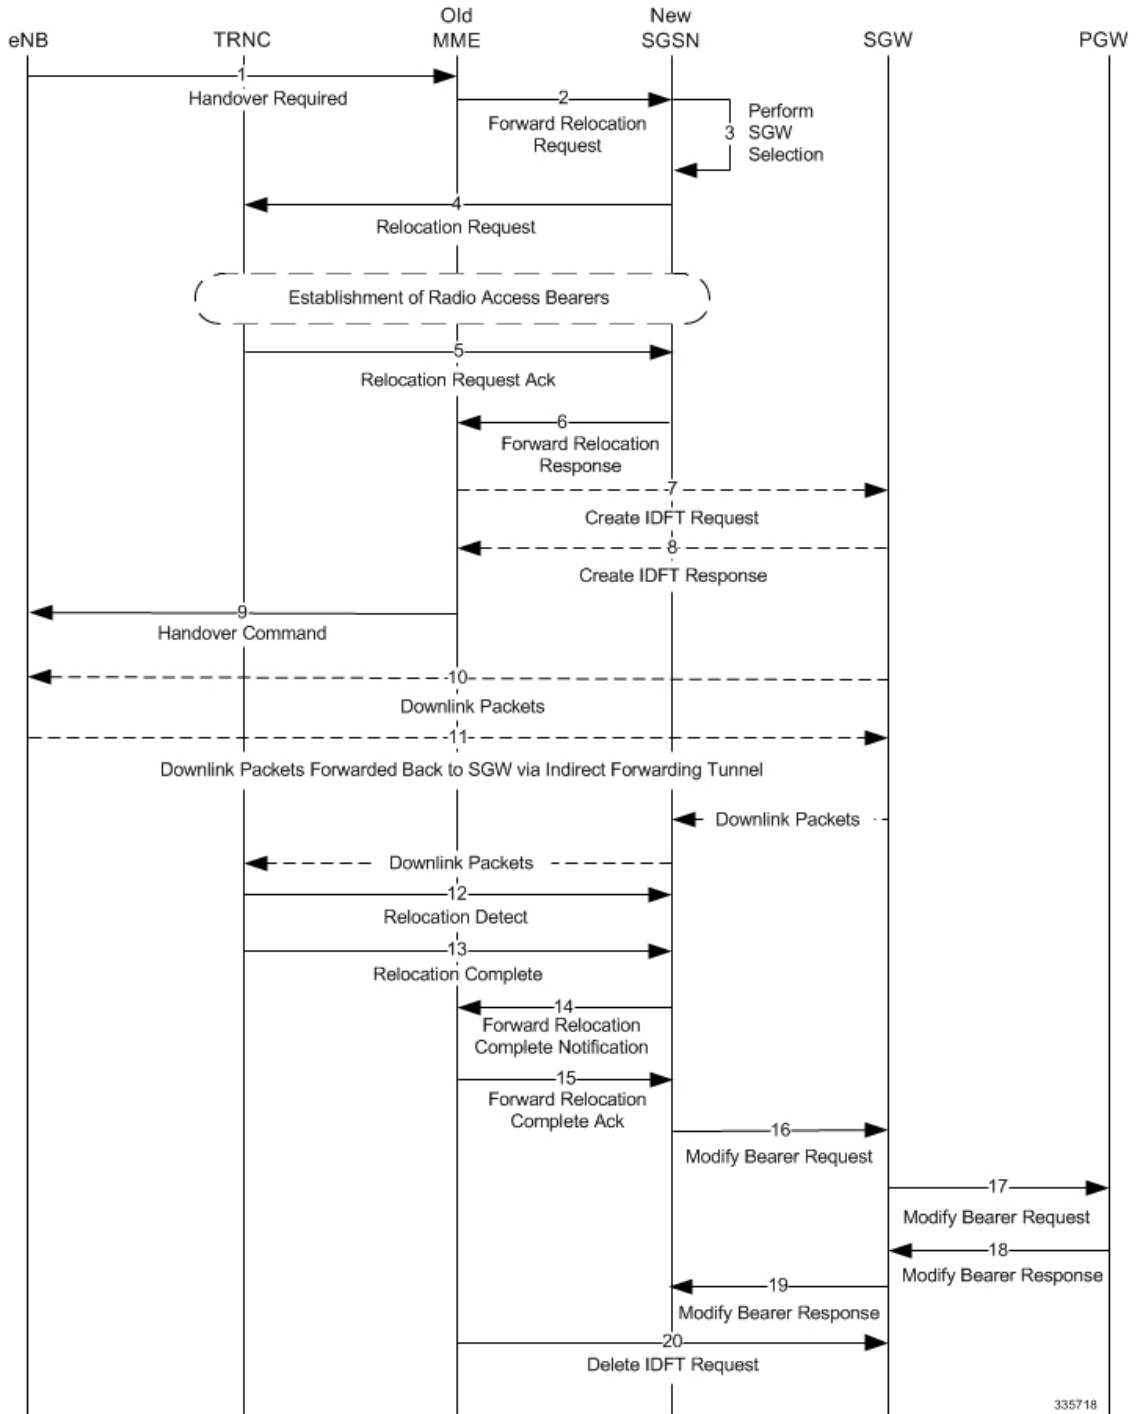 Old
New
eNB
TRNC
MME
SGSN
SGW
PGW
1
Handover Required
2
Forward Relocation
Request
3
Perform
SGW
Selection
4
Relocation Request
Establishment of Radio Access Bearers
5
Relocation Request Ack
6
Forward Relocation
Response
7
Create IDFT Request
8
Create IDFT Response
9
Handover Command
10
Downlink Packets
11
Downlink Packets Forwarded Back to SGW via Indirect Forwarding Tunnel
Downlink Packets
Downlink Packets
12
Relocation Detect
13
Relocation Complete
14
Forward Relocation
Complete Notification
15
Forward Relocation
Complete Ack
16
Modify Bearer Request
17
Modify Bearer Request
18
Modify Bearer Response
19
Modify Bearer Response
20
Delete IDFT Request
335718